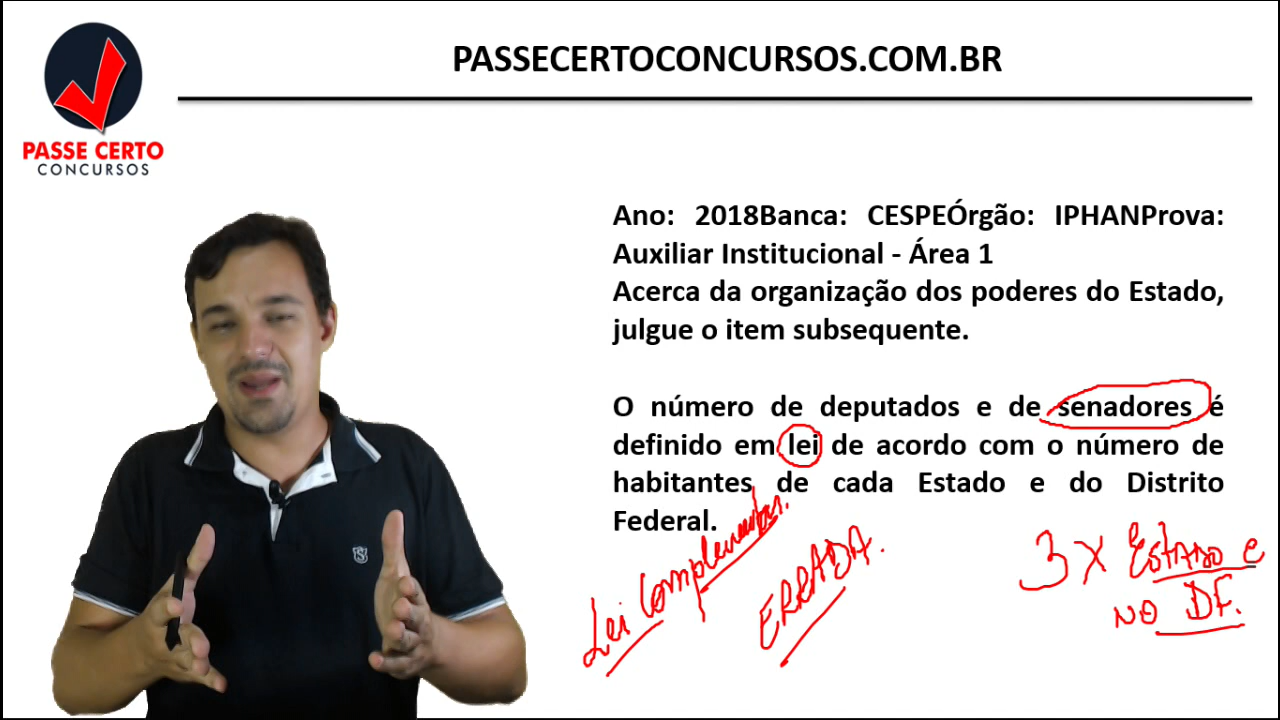 PASSECERTOCONCURSOS.COM.BR
PASSE CERTO
CONCURSOS
Ano: 2018Banca: CESPEÓrgão: IPHANProva:
Auxiliar Institucional - Área 1
Acerca da organização dos poderes do Estado,
julgue o item subsequente.
O número de deputados e de senadores é
definido em lei de acordo com o número de
habitantes de cada Estado e do Distrito
Federal.
Lei Complementar.
ERRADA.
3 X ESTADO E
NO DF.